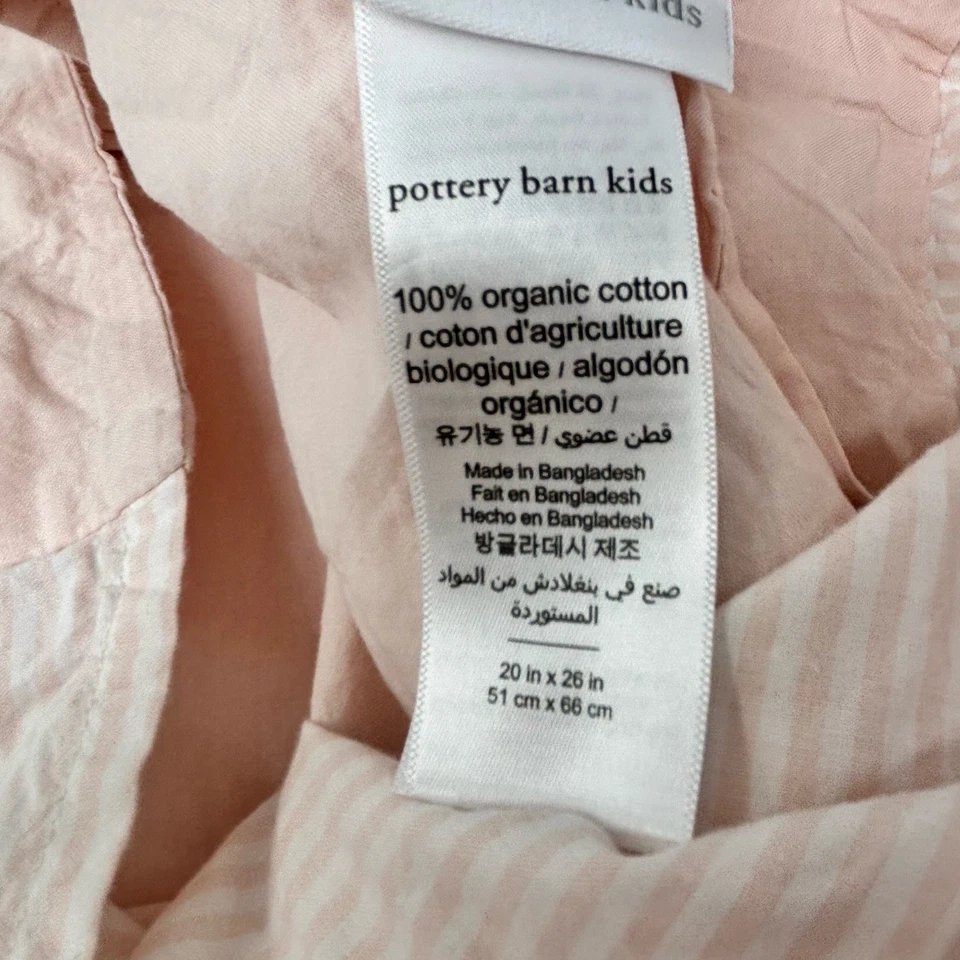 kids
pottery barn kids
100% organic cotton
/ coton d'agriculture
biologique / algodón
orgánico /
유기농 면 / قطن عضوي
Made in Bangladesh
Fait en Bangladesh
Hecho en Bangladesh
방글라데시 제조
صنع في بنغلادش من المواد
المستوردة
20 in x 26 in
51 cm x 66 cm